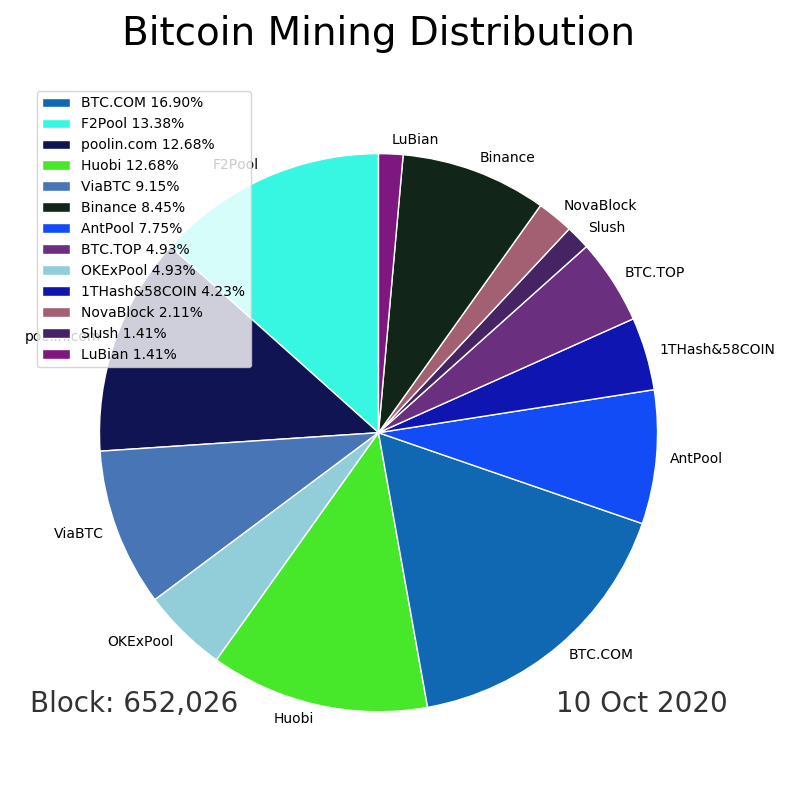 Bitcoin Mining Distribution
BTC.COM 16.90%
F2Pool 13.38%
poolin.com 12.68%
Huobi 12.68%
ViaBTC 9.15%
Binance 8.45%
AntPool 7.75%
BTC.TOP 4.93%
OKExPool 4.93%
1THash&58COIN 4.23%
NovaBlock 2.11%
Slush 1.41%
LuBian 1.41%
LuBian
Binance
NovaBlock
Slush
BTC.TOP
1THash&58COIN
AntPool
BTC.COM
Huobi
OKExPool
ViaBTC
poolin.com
F2Pool
Block: 652,026
10 Oct 2020